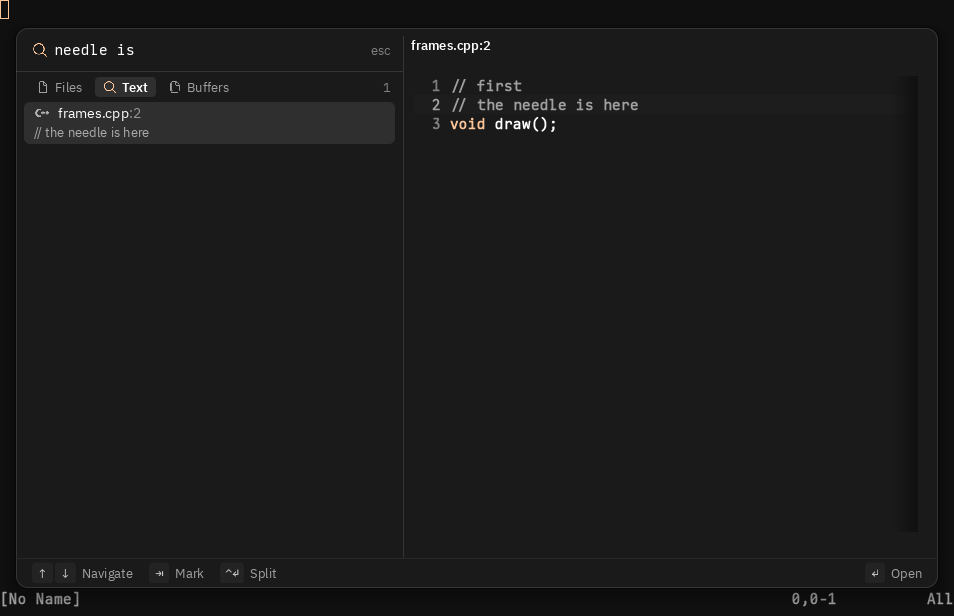 needle is
esc
Files
Text
Buffers
1
C++ frames.cpp:2
// the needle is here
frames.cpp:2
1 // first
2 // the needle is here
3 void draw();
↑ ↓ Navigate
⇥ Mark
^↵ Split
↵ Open
[No Name]
0,0-1
All